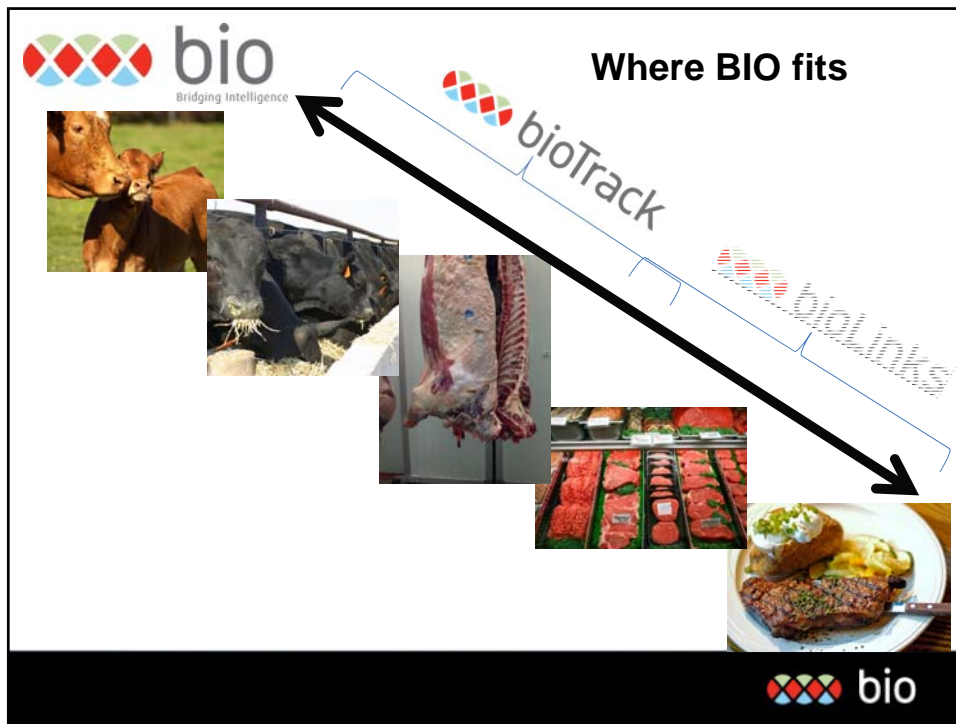 bio
Bridging Intelligence
Where BIO fits
bioTrack
bioLinks
bio